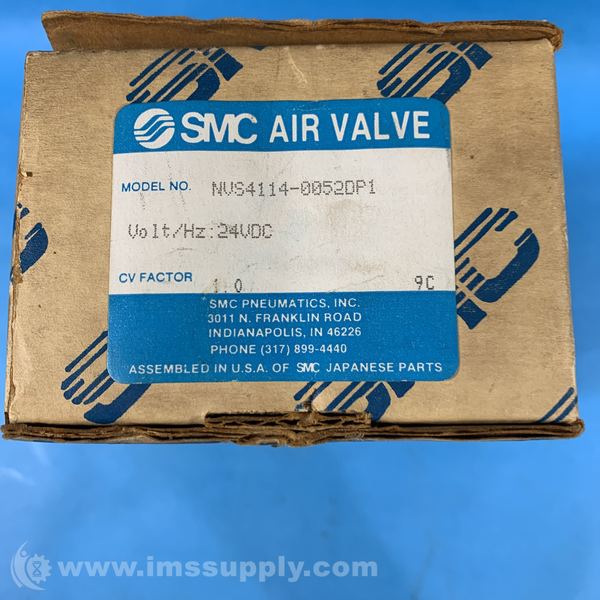 SMC AIR VALVE
MODEL NO. NVS4114-0052DP1
Volt/Hz:24VDC
CV FACTOR 1.0 9C
SMC PNEUMATICS, INC.
3011 N. FRANKLIN ROAD
INDIANAPOLIS, IN 46226
PHONE (317) 899-4440
ASSEMBLED IN U.S.A. OF SMC JAPANESE PARTS
www.imssupply.com